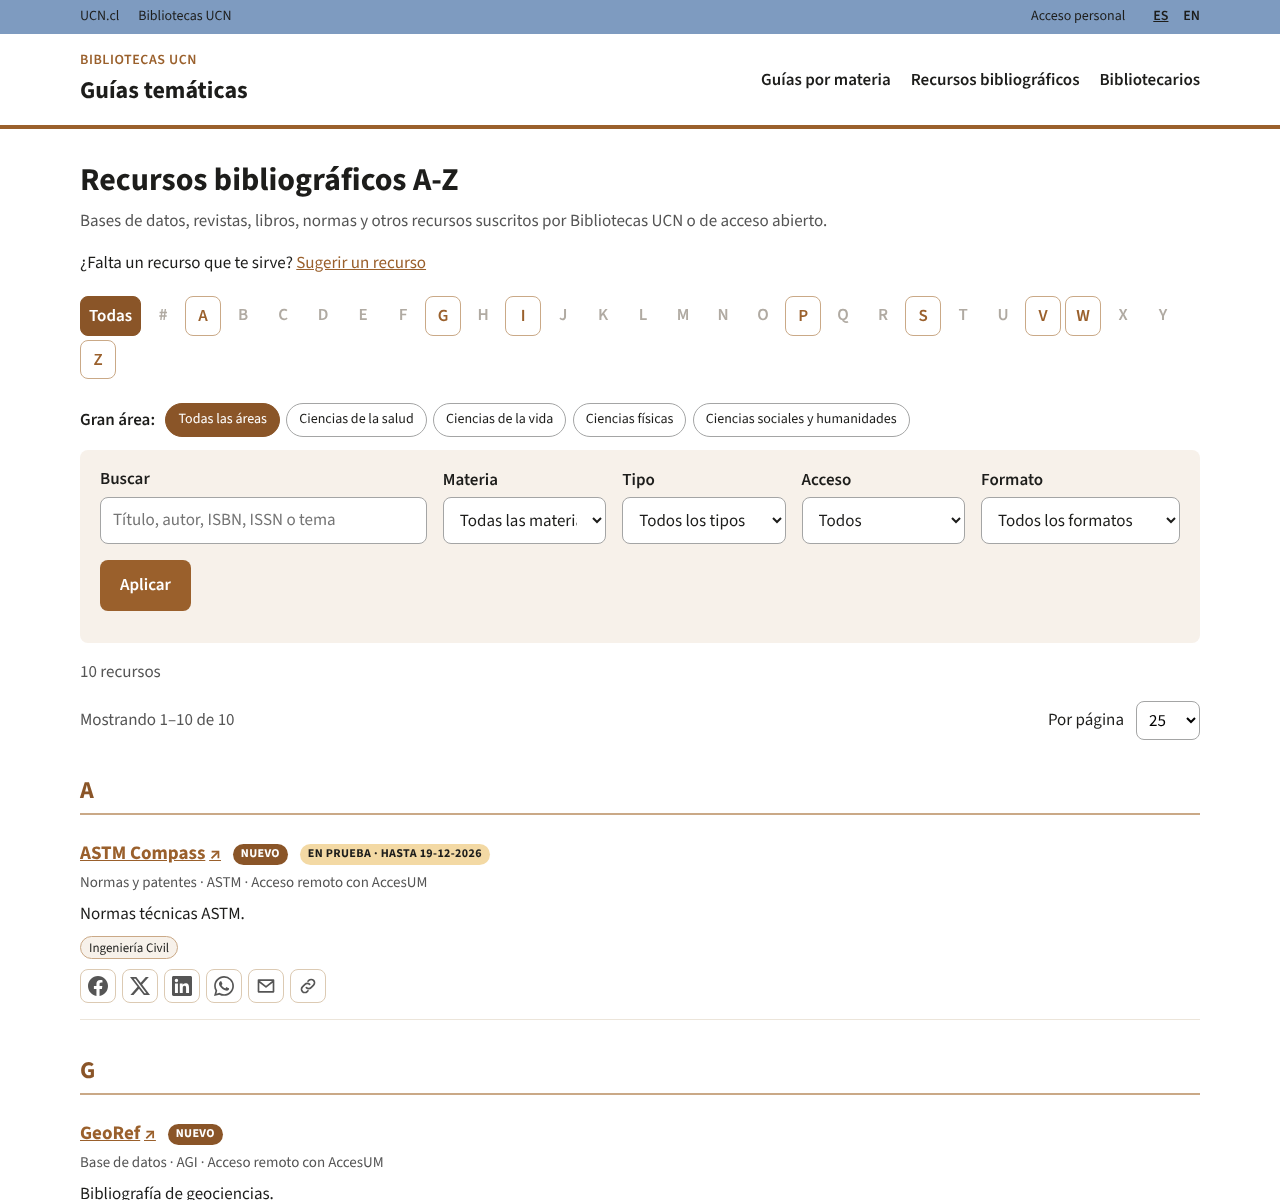 UCN.cl Bibliotecas UCN Acceso personal ES EN
BIBLIOTECAS UCN
Guías temáticas
Guías por materia Recursos bibliográficos Bibliotecarios
Recursos bibliográficos A-Z
Bases de datos, revistas, libros, normas y otros recursos suscritos por Bibliotecas UCN o de acceso abierto.
¿Falta un recurso que te sirve? Sugerir un recurso
Todas # A B C D E F G H I J K L M N O P Q R S T U V W X Y
Z
Gran área: Todas las áreas Ciencias de la salud Ciencias de la vida Ciencias físicas Ciencias sociales y humanidades
Buscar Materia Tipo Acceso Formato
Título, autor, ISBN, ISSN o tema Todas las materi Todos los tipos Todos Todos los formatos
Aplicar
10 recursos
Mostrando 1–10 de 10 Por página 25
A
ASTM Compass ↗ NUEVO EN PRUEBA · HASTA 19-12-2026
Normas y patentes · ASTM · Acceso remoto con AccesUM
Normas técnicas ASTM.
Ingeniería Civil
G
GeoRef ↗ NUEVO
Base de datos · AGI · Acceso remoto con AccesUM
Bibliografía de geociencias.